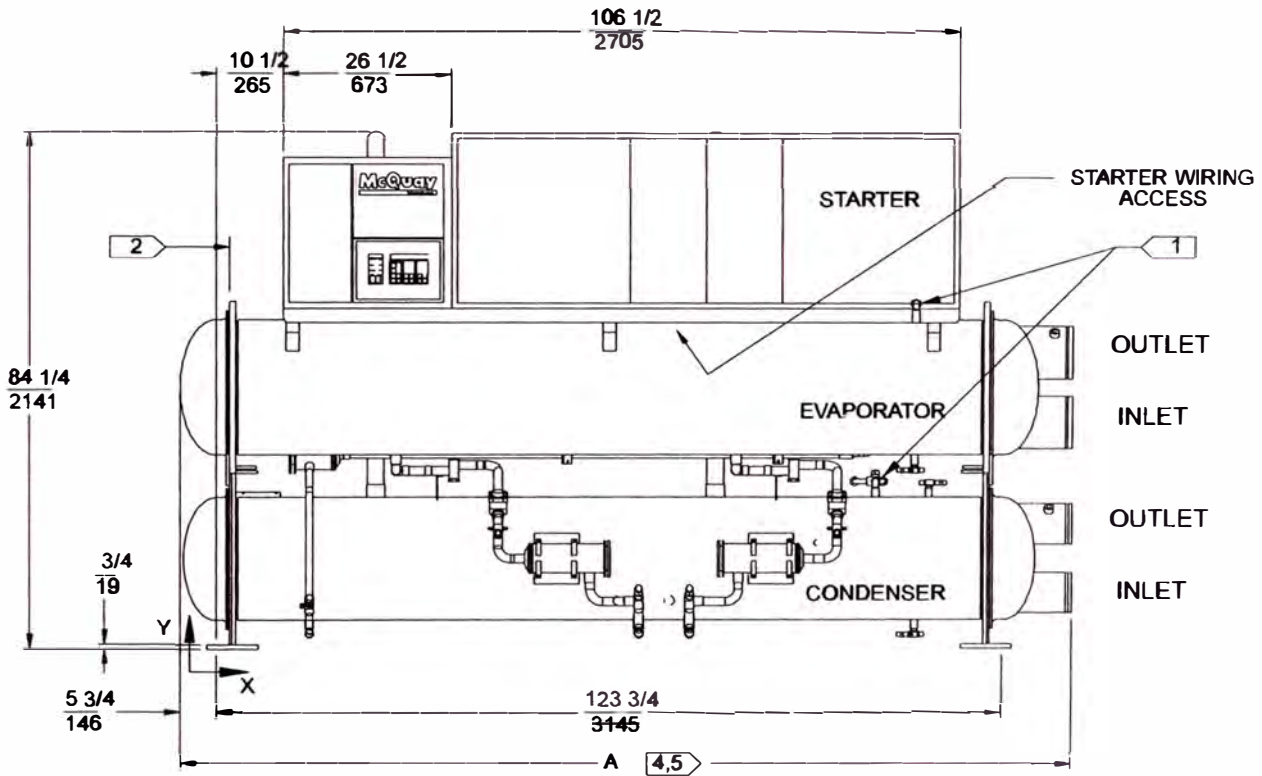 106 1/2
2705
10 1/2
265
26 1/2
673
McQuay
STARTER
STARTER WIRING
ACCESS
2
1
OUTLET
84 1/4
2141
EVAPORATOR
INLET
OUTLET
3/4
19
CONDENSER
INLET
Y
X
5 3/4
146
123 3/4
3145
A 4,5